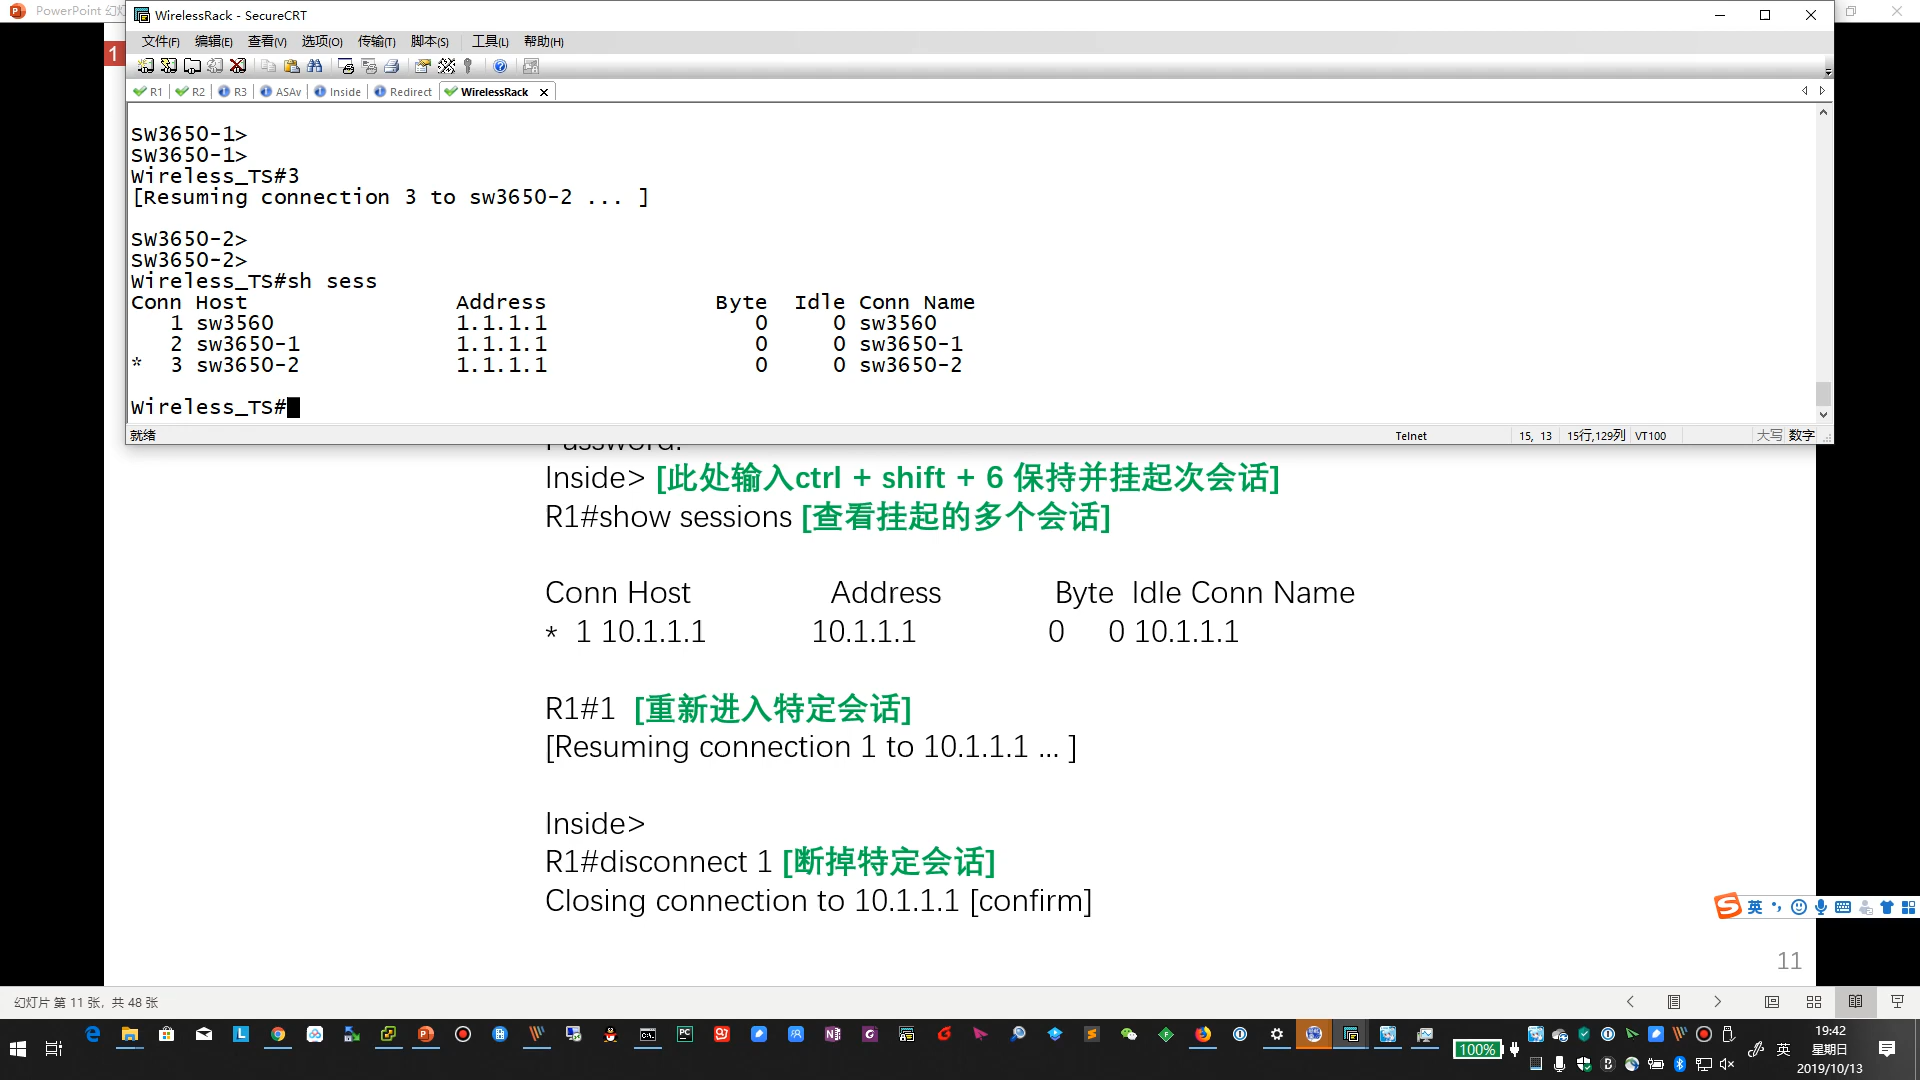 PowerPoint 幻灯
WirelessRack - SecureCRT
文件(F) 编辑(E) 查看(V) 选项(O) 传输(T) 脚本(S) 工具(L) 帮助(H)
1
R1 R2 R3 ASAv Inside Redirect WirelessRack
sw3650-1>
sw3650-1>
Wireless_TS#3
[Resuming connection 3 to sw3650-2 ... ]
sw3650-2>
sw3650-2>
Wireless_TS#sh sess
Conn Host Address Byte Idle Conn Name
1 sw3560 1.1.1.1 0 0 sw3560
2 sw3650-1 1.1.1.1 0 0 sw3650-1
* 3 sw3650-2 1.1.1.1 0 0 sw3650-2
Wireless_TS#
就绪 Telnet 15, 13 15行,129列 VT100 大写 数字
Password:
Inside> [此处输入ctrl + shift + 6 保持并挂起次会话]
R1#show sessions [查看挂起的多个会话]
Conn Host Address Byte Idle Conn Name
* 1 10.1.1.1 10.1.1.1 0 0 10.1.1.1
R1#1 [重新进入特定会话]
[Resuming connection 1 to 10.1.1.1 ... ]
Inside>
R1#disconnect 1 [断掉特定会话]
Closing connection to 10.1.1.1 [confirm]
英
11
幻灯片 第 11 张，共 48 张
100%
英
19:42
星期日
2019/10/13